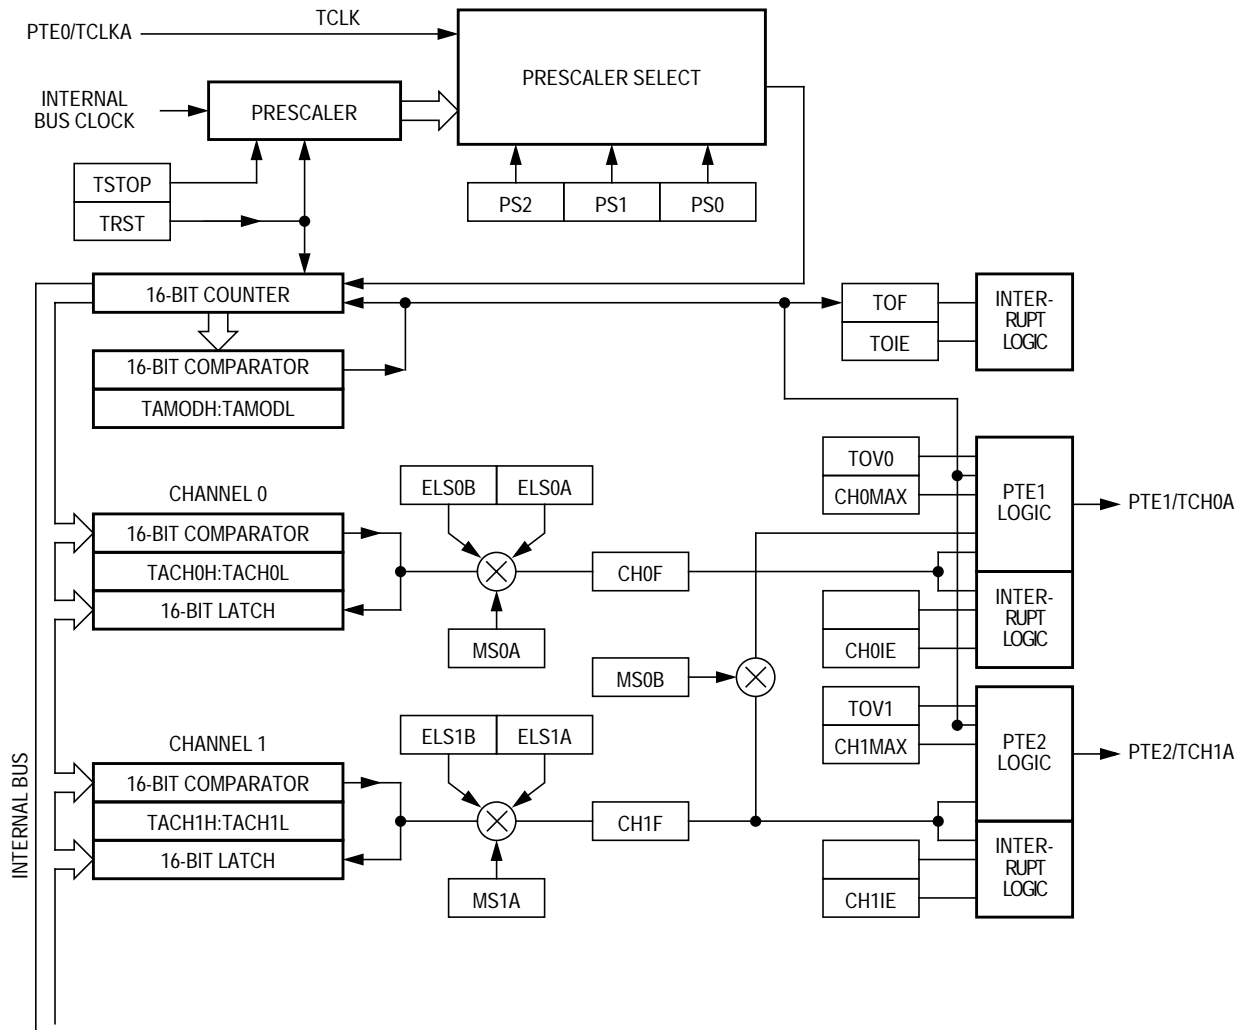 TCLK
PTE0/TCLKA
PRESCALER SELECT
INTERNAL
BUS CLOCK
PRESCALER
TSTOP
TRST
PS2 PS1 PS0
16-BIT COUNTER
TOF
TOIE
INTER-
RUPT
LOGIC
16-BIT COMPARATOR
TAMODH:TAMODL
CHANNEL 0
16-BIT COMPARATOR
TACH0H:TACH0L
16-BIT LATCH
ELS0B ELS0A
MS0A
CH0F
TOV0
CH0MAX
PTE1
LOGIC
PTE1/TCH0A
CH0IE
INTER-
RUPT
LOGIC
MS0B
CHANNEL 1
16-BIT COMPARATOR
TACH1H:TACH1L
16-BIT LATCH
ELS1B ELS1A
MS1A
CH1F
TOV1
CH1MAX
PTE2
LOGIC
PTE2/TCH1A
CH1IE
INTER-
RUPT
LOGIC
INTERNAL BUS